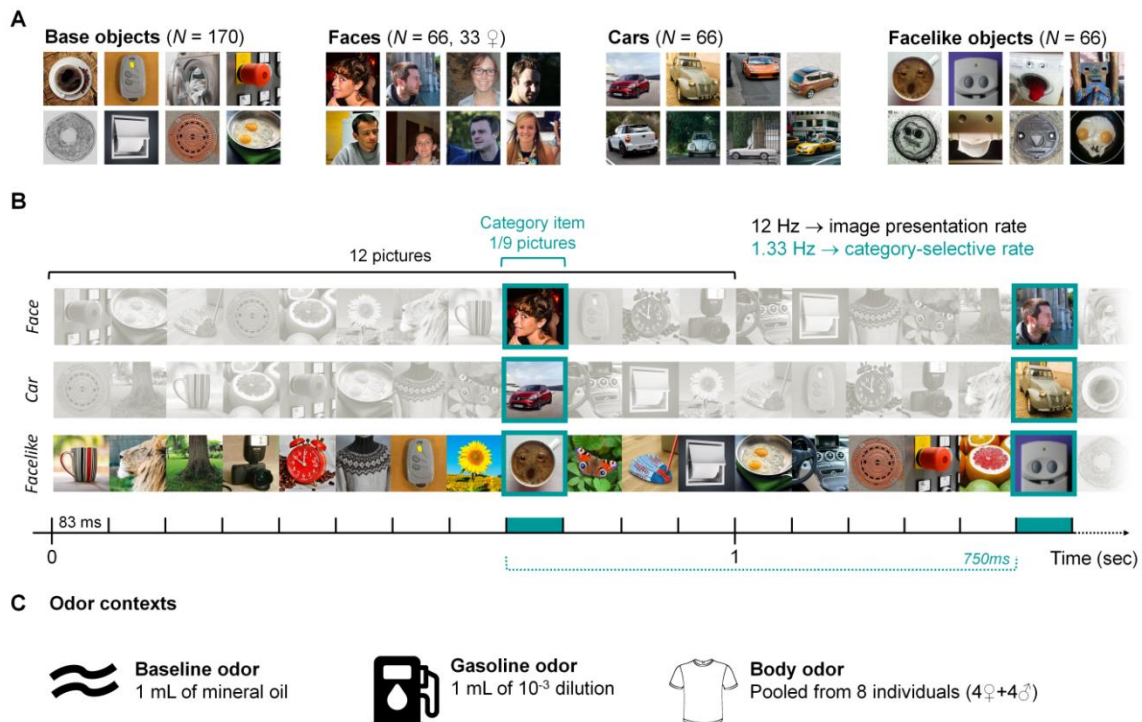 A
Base objects (N = 170)
Faces (N = 66, 33 ♀)
Cars (N = 66)
Facelike objects (N = 66)
B
Category item
1/9 pictures
12 pictures
12 Hz → image presentation rate
1.33 Hz → category-selective rate
Face
Car
Facelike
83 ms
0
1
750ms
Time (sec)
C Odor contexts
Baseline odor
1 mL of mineral oil
Gasoline odor
1 mL of 10⁻³ dilution
Body odor
Pooled from 8 individuals (4♀+4♂)